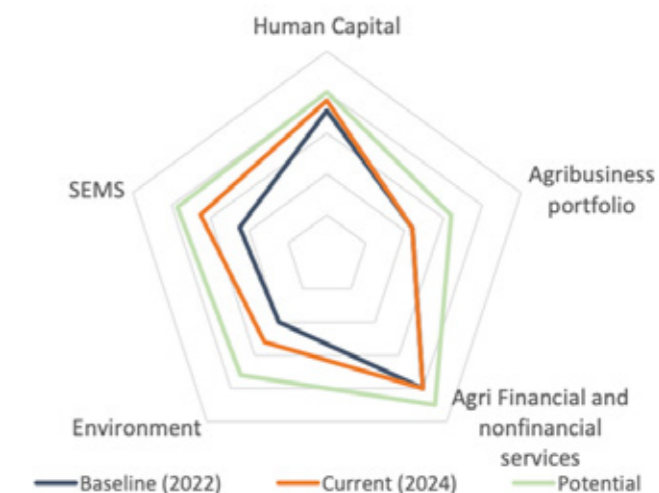 Human Capital
SEMS
Agribusiness
portfolio
Environment
Agri Financial and
nonfinancial
services
Baseline (2022)
Current (2024)
Potential